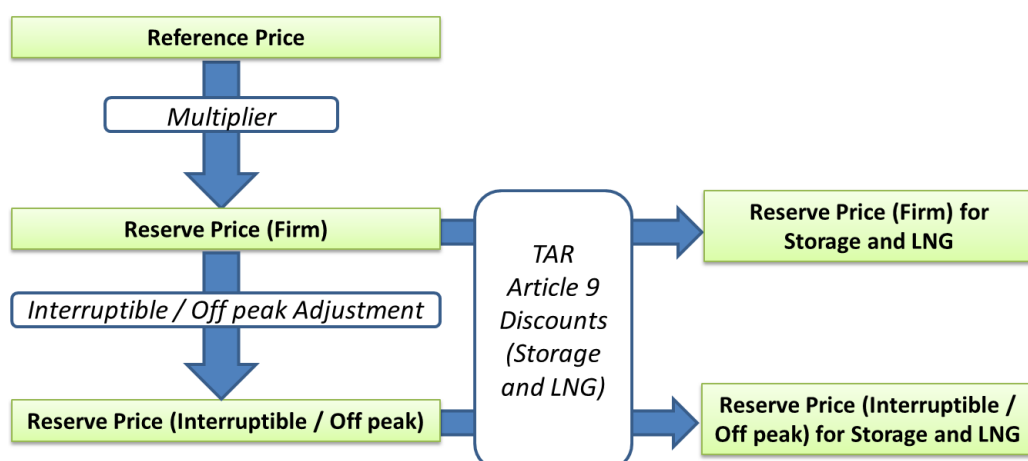 Reference Price
Multiplier
Reserve Price (Firm)
Interruptible / Off peak Adjustment
Reserve Price (Interruptible / Off peak)
TAR
Article 9
Discounts
(Storage
and LNG)
Reserve Price (Firm) for
Storage and LNG
Reserve Price (Interruptible /
Off peak) for Storage and LNG